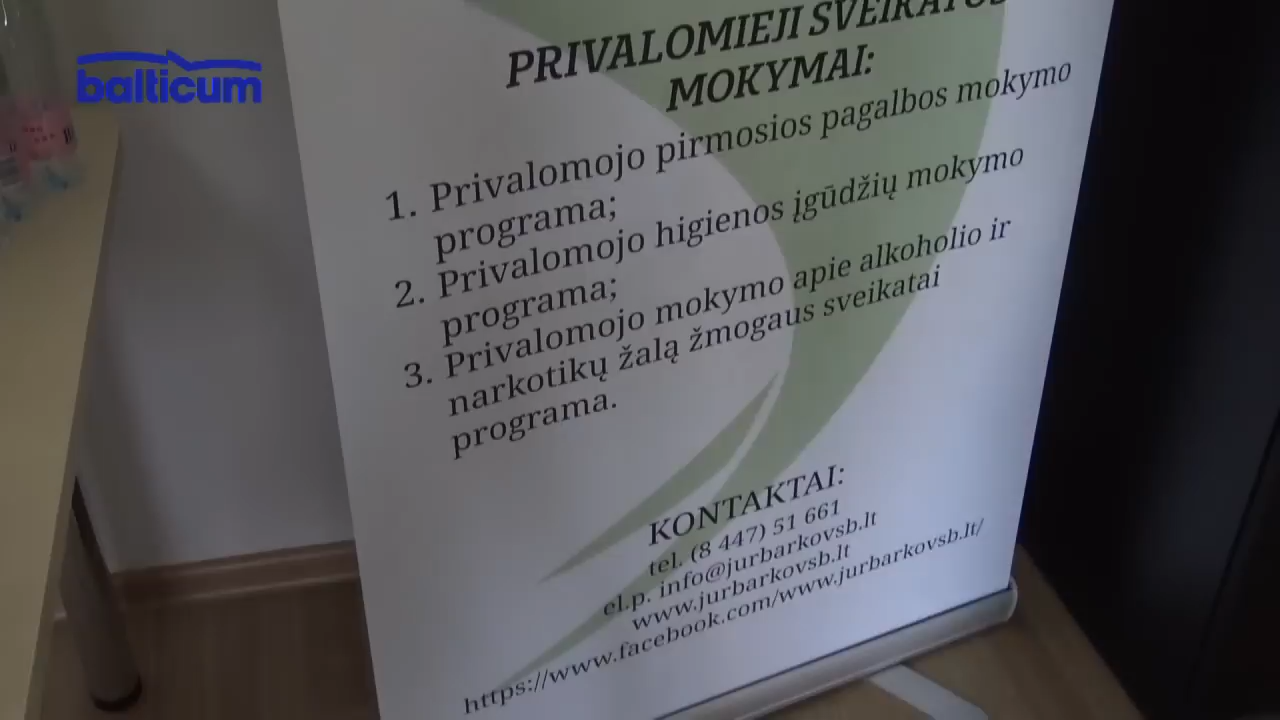 balticum
PRIVALOMIEJI SVEIKATOS
MOKYMAI:
1. Privalomojo pirmosios pagalbos mokymo
programa;
2. Privalomojo higienos įgūdžių mokymo
programa;
3. Privalomojo mokymo apie alkoholio ir
narkotikų žalą žmogaus sveikatai
programa.
KONTAKTAI:
tel. (8 447) 51 661
el.p. info@jurbarkovsb.lt
www.jurbarkovsb.lt
https://www.facebook.com/www.jurbarkovsb.lt/